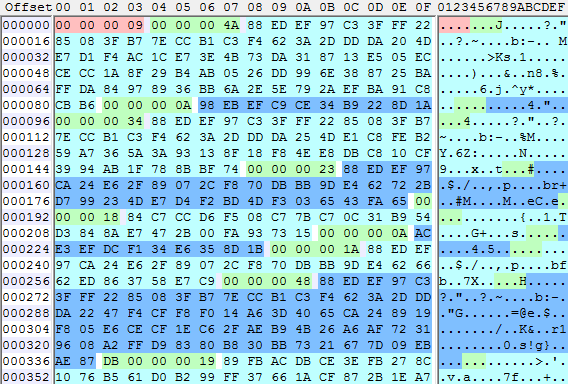 Offset 00 01 02 03 04 05 06 07 08 09 0A 0B 0C 0D 0E 0F 0123456789ABCDEF
000000 00 00 00 09 00 00 00 4A 88 ED EF 97 C3 3F FF 22 .......J.....?."
000016 85 08 3F B7 7E CC B1 C3 F4 62 3A 2D DD DA 20 4D ..?.~....b:-.. M
000032 E7 D1 F4 AC 1C E7 3E 4B 73 DA 31 87 13 E5 05 EC ......>Ks.1.....
000048 EC CC 1A 8F 29 B4 AB 05 26 DD 99 6E 38 87 25 BA ....)...&..n8.%.
000064 FF DA 84 97 89 36 BB 6A 2E 5E 79 2A EF BA 91 C8 .....6.j.^y*....
000080 CB B6 00 00 00 0A 98 EB EF C9 CE 34 B9 22 8D 1A ...........4."..
000096 00 00 00 34 88 ED EF 97 C3 3F FF 22 85 08 3F B7 ...4.....?."..?.
000112 7E CC B1 C3 F4 62 3A 2D DD DA 25 4D E1 C8 FE B2 ~....b:-..%M....
000128 59 A7 36 5A 3A 93 13 8F 18 F8 4E E8 DB C8 10 CF Y.6Z:.....N.....
000144 39 94 AB 1F 78 8B BF 74 00 00 00 23 88 ED EF 97 9...x..t...#....
000160 CA 24 E6 2F 89 07 2C F8 70 DB BB 9D E4 62 72 2B .$./..,.p....br+
000176 D7 99 23 4D E7 D4 F2 BD 4D F3 03 65 43 FA 65 00 ..#M....M..eC.e.
000192 00 00 18 84 C7 CC D6 F5 08 C7 7B C7 0C 31 B9 54 ..........{..1.T
000208 D3 84 8A E7 47 2B 00 FA 93 73 15 00 00 00 0A AC ....G+...s......
000224 E3 EF DC F1 34 E6 35 8D 1B 00 00 00 1A 88 ED EF ....4.5.........
000240 97 CA 24 E2 2F 89 07 2C F8 70 DB BB 9D E4 62 66 ..$./..,.p....bf
000256 62 ED 86 37 58 E7 C9 00 00 00 48 88 ED EF 97 C3 b..7X.....H.....
000272 3F FF 22 85 08 3F B7 7E CC B1 C3 F4 62 3A 2D DD ?."..?.~....b:-.
000288 DA 22 47 F4 CF F8 F0 14 A6 3D 40 65 CA 24 89 19 ."G......=@e.$..
000304 F8 05 E6 CE CF 1E C6 2F AE B9 4B 26 A6 AF 72 31 ......./..K&..r1
000320 FF D9 83 80 B8 30 BB 73 21 67 7D 09 EB
000336 AE 87 DB 00 00 00 19 89 FB AC DB CE 3E FB 27 8C ............>.'.
000352 10 76 B5 61 D0 B2 99 FF 37 66 1A CF 87 2B 1E A7 .v.a....7f...+..